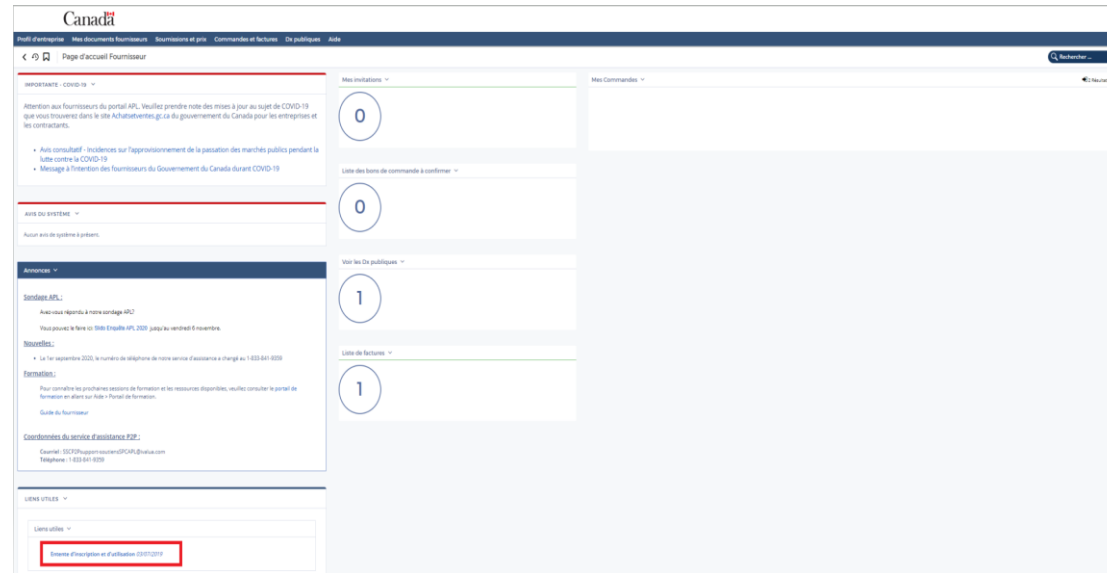 Canada
Profil d'entreprise Mes documents fournisseurs Soumissions et prix Commandes et factures Ds publiques Aide
Page d'accueil Fournisseur
Rechercher ...
IMPORTANTE - COVID-19
Attention aux fournisseurs du portail APL. Veuillez prendre note des mises à jour au sujet de COVID-19
que vous trouverez dans le site Achatsetventes.gc.ca du gouvernement du Canada pour les entreprises et
les contractants.
• Avis consultatif - Incidences sur l'approvisionnement de la passation des marchés publics pendant la
lutte contre la COVID-19
• Message à l'intention des fournisseurs du Gouvernement du Canada durant COVID-19
AVIS DU SYSTÈME
Aucun avis de système à présent.
Annonces
Sondage APL :
Avez-vous répondu à notre sondage APL?
Vous pouvez le faire ici Enquête APL 2020 jusqu'au vendredi 6 novembre.
Nouvelles :
• Le 1er septembre 2020, le numéro de téléphone de notre service d'assistance a changé au 1-833-841-9359
Formation :
Pour connaître les prochaines sessions de formation et les ressources disponibles, veuillez consulter le portail de
formation en allant sur Aide > Portail de formation.
Guide du fournisseur
Coordonnées du service d'assistance P2P :
Courriel :
Téléphone : 1-833-841-9359
LIENS UTILES
Liens utiles
Entente d'inscription et d'utilisation
Mes invitations
0
Liste des bons de commande à confirmer
0
Voir les Dx publiques
1
Liste de factures
1
Mes Commandes